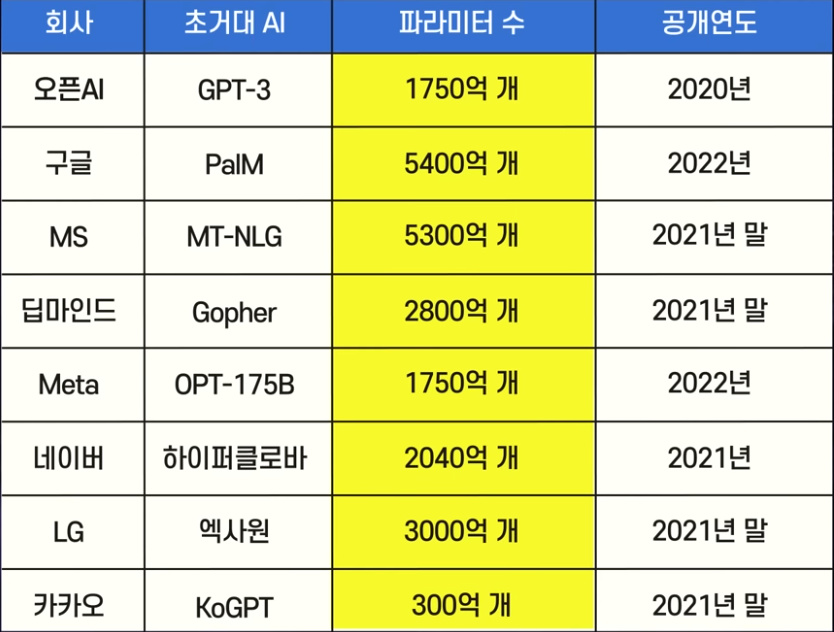 회사 초거대 AI 파라미터 수 공개연도
오픈AI GPT-3 1750억 개 2020년
구글 PalM 5400억 개 2022년
MS MT-NLG 5300억 개 2021년 말
딥마인드 Gopher 2800억 개 2021년 말
Meta OPT-175B 1750억 개 2022년
네이버 하이퍼클로바 2040억 개 2021년
LG 엑사원 3000억 개 2021년 말
카카오 KoGPT 300억 개 2021년 말